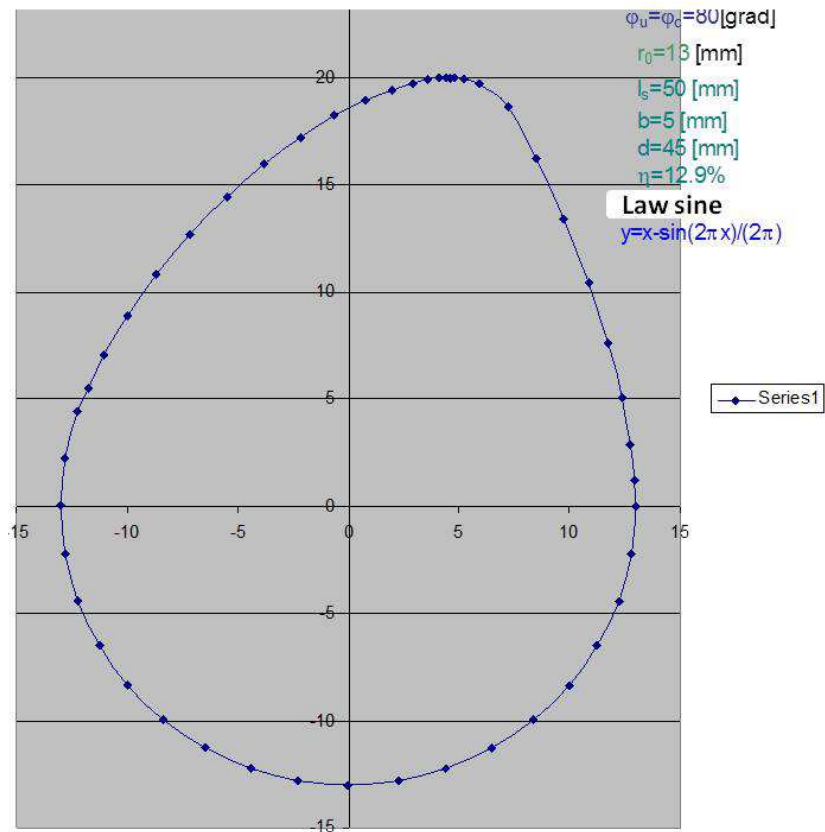 φu=φc=80[grad]
r0=13 [mm]
ls=50 [mm]
b=5 [mm]
d=45 [mm]
η=12.9%
Law sine
y=x-sin(2πx)/(2π)
20
15
10
5
0
-5
-10
-15
-15 -10 -5 0 5 10 15
Series1